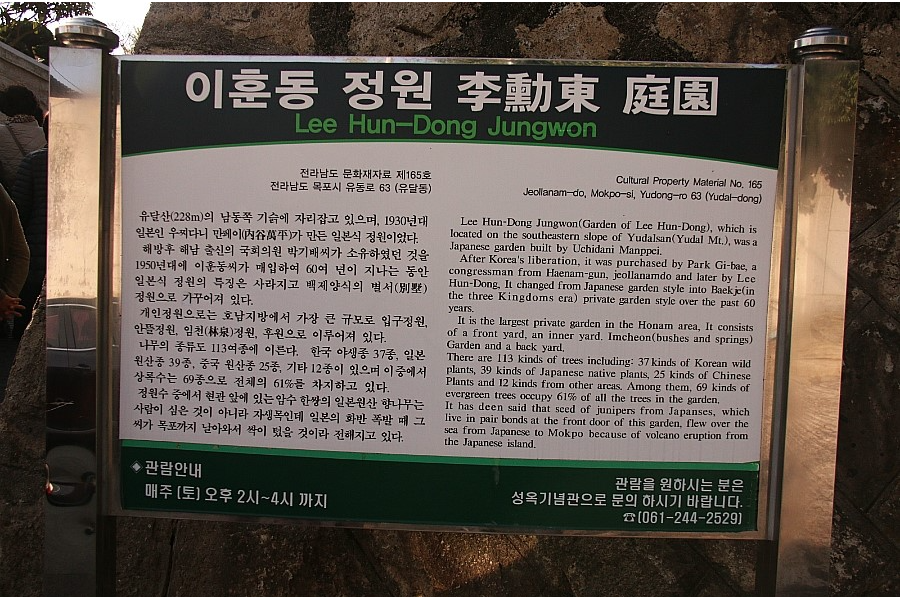 이훈동 정원 李勳東 庭園
Lee Hun-Dong Jungwon
전라남도 문화재자료 제165호
전라남도 목포시 유동로 63 (유달동)
유달산(228m)의 남동쪽 기슭에 자리잡고 있으며, 1930년대
일본인 우찌다니 만페이(內谷萬平)가 만든 일본식 정원이었다.
해방후 해남 출신의 국회의원 박기배씨가 소유하였던 것을
1950년대에 이훈동씨가 매입하여 60여 년이 지나는 동안
일본식 정원의 특징은 사라지고 백제양식의 별서(別墅)
정원으로 가꾸어져 있다.
개인정원으로는 호남지방에서 가장 큰 규모로 입구정원,
안뜰정원, 임천(林泉)정원, 후원으로 이루어져 있다.
나무의 종류도 113여종에 이른다. 한국 야생종 37종, 일본
원산종 39종, 중국 원산종 25종, 기타 12종이 있으며 이중에서
상록수는 69종으로 전체의 61%를 차지하고 있다.
정원수 중에서 현관 앞에 있는 암수 한쌍의 일본원산 향나무는
사람이 심은 것이 아니라 자생목인데 일본의 화반 폭발 때 그
씨가 목포까지 날아와서 싹이 텄을 것이라 전해지고 있다.
Cultural Property Material No. 165
Jeollanam-do, Mokpo-si, Yudong-ro 63 (Yudal-dong)
Lee Hun-Dong Jungwon(Garden of Lee Hun-Dong), which is
located on the southeastern slope of Yudalsan(Yudal Mt.), was a
Japanese garden built by Uchidani Manppei.
After Korea's liberation, it was purchased by Park Gi-bae, a
congressman from Haenam-gun, jeollanamdo and later by Lee
Hun-Dong. It changed from Japanese garden style into Baekje(in
the three Kingdoms era) private garden style over the past 60
years.
It is the largest private garden in the Honam area. It consists
of a front yard, an inner yard. Imcheon(bushes and springs)
Garden and a back yard.
There are 113 kinds of trees including: 37 kinds of Korean wild
plants, 39 kinds of Japanese native plants, 25 kinds of Chinese
Plants and 12 kinds from other areas. Among them, 69 kinds of
evergreen trees occupy 61% of all the trees in the garden.
It has deen said that seed of junipers from Japanses, which
live in pair bonds at the front door of this garden, flew over the
sea from Japanese to Mokpo because of volcano eruption from
the Japanese island.
◈관람안내
매주 (토) 오후 2시~4시 까지
관람을 원하시는 분은
성옥기념관으로 문의 하시기 바랍니다.
☎(061-244-2529)